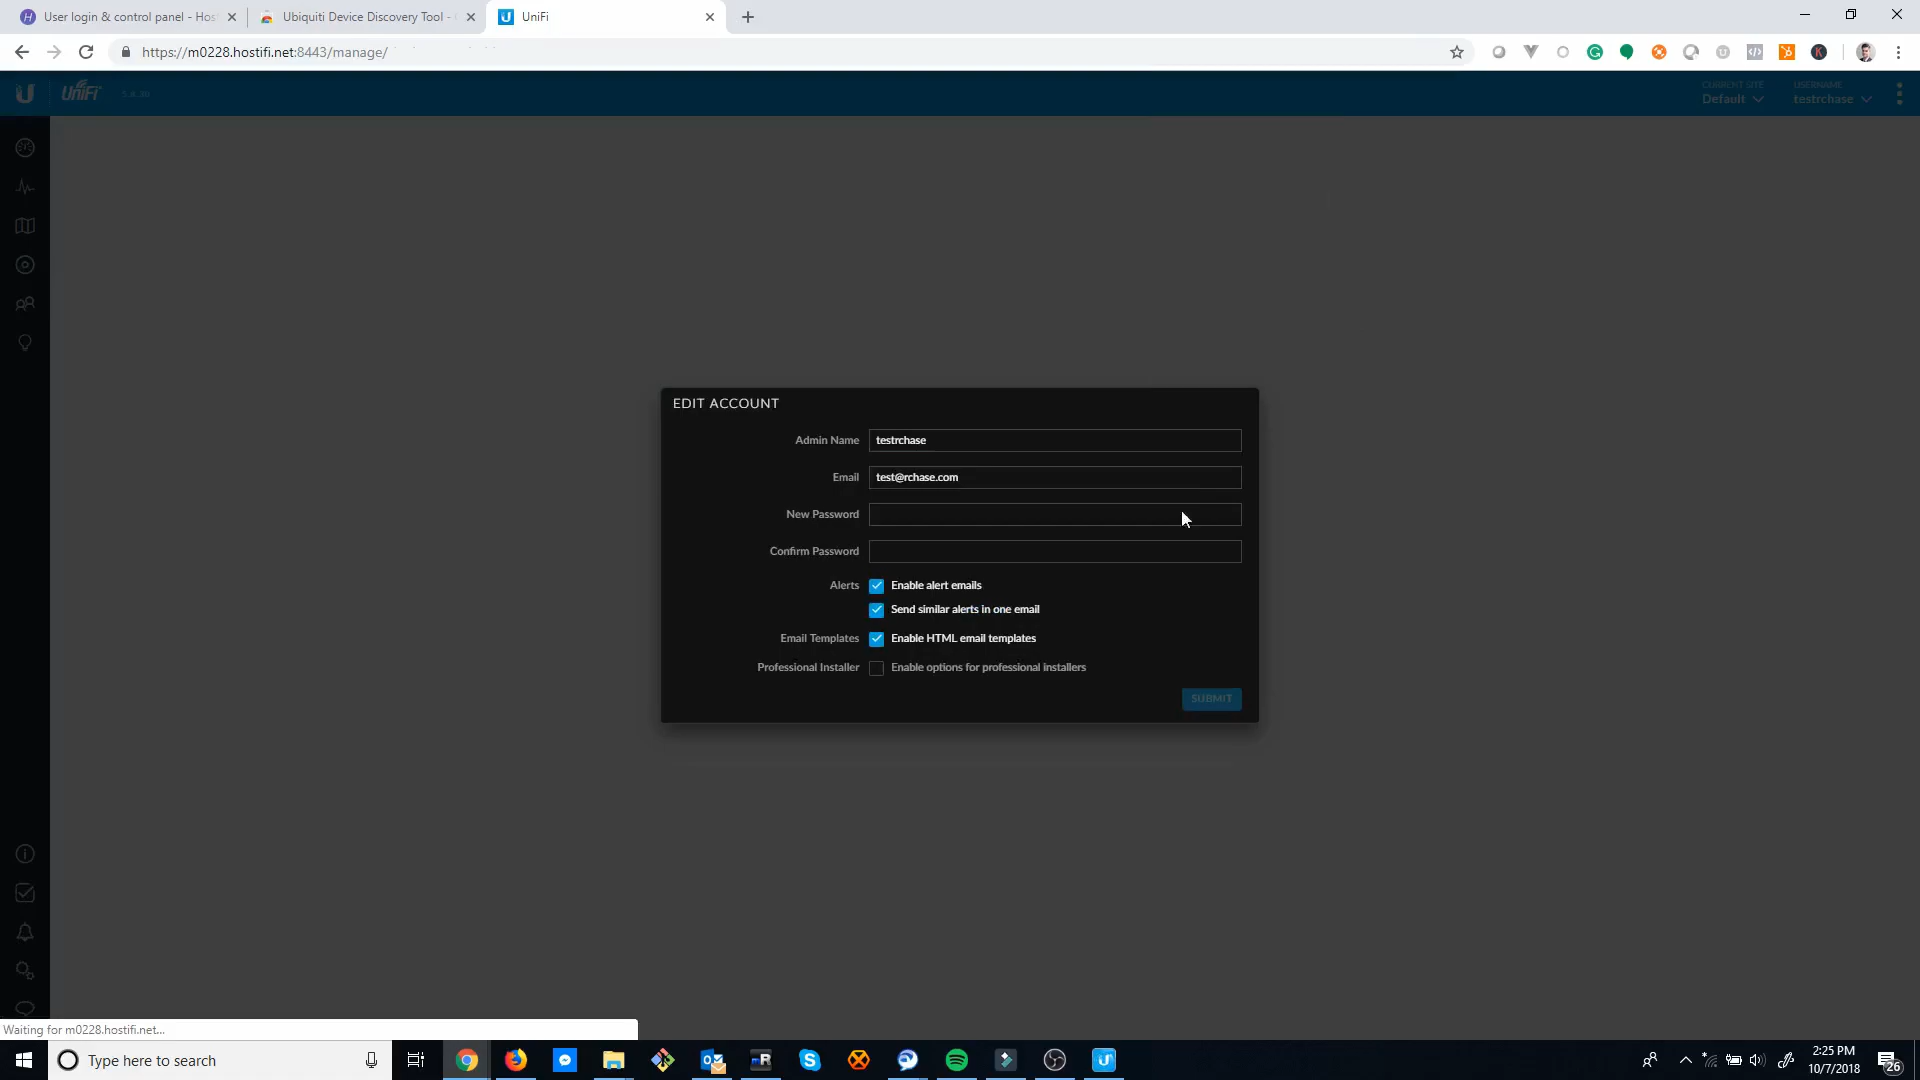 User login & control panel - Hos
Ubiquiti Device Discovery Tool -
UniFi
https://m0228.hostifi.net:8443/manage/
UniFi
CURRENT SITE
Default
USERNAME
testrchase
EDIT ACCOUNT
Admin Name
testrchase
Email
test@rchase.com
New Password
Confirm Password
Alerts
Enable alert emails
Send similar alerts in one email
Email Templates
Enable HTML email templates
Professional Installer
Enable options for professional installers
SUBMIT
Waiting for m0228.hostifi.net...
Type here to search
2:25 PM
10/7/2018
26